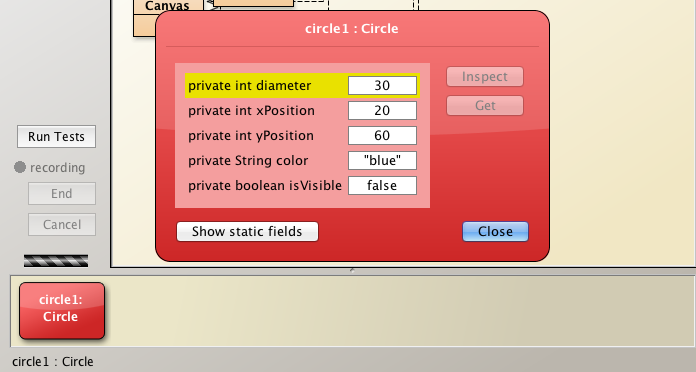 Canvas
circle1 : Circle
private int diameter 30
private int xPosition 20
private int yPosition 60
private String color "blue"
private boolean isVisible false
Inspect
Get
Show static fields
Close
Run Tests
recording
End
Cancel
circle1:
Circle
circle1 : Circle